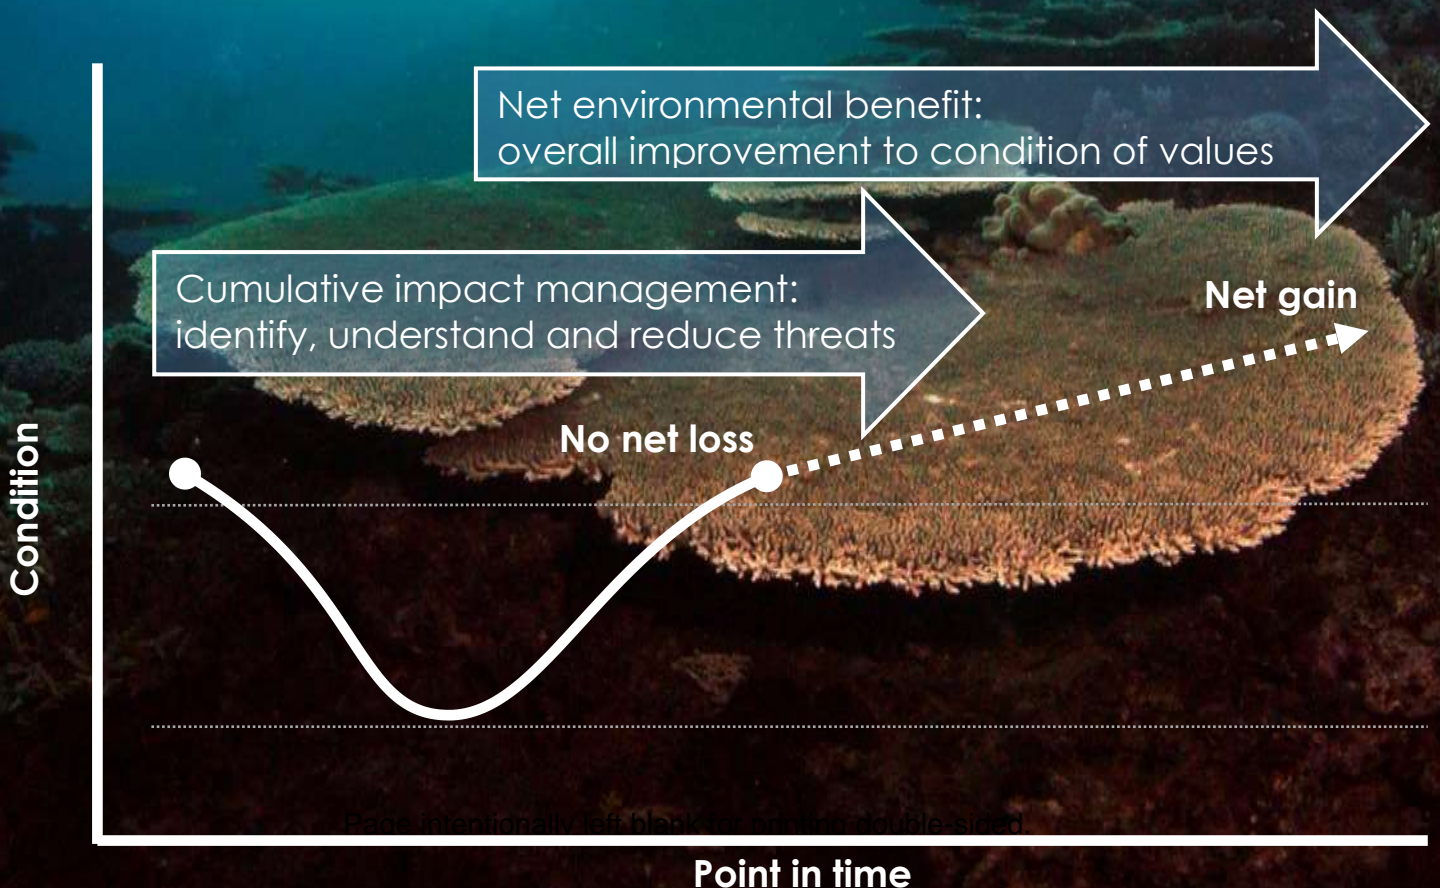 Net environmental benefit:
overall improvement to condition of values
Cumulative impact management:
identify, understand and reduce threats
Net gain
No net loss
Condition
Page intentionally left blank for printing double-sided.
Point in time